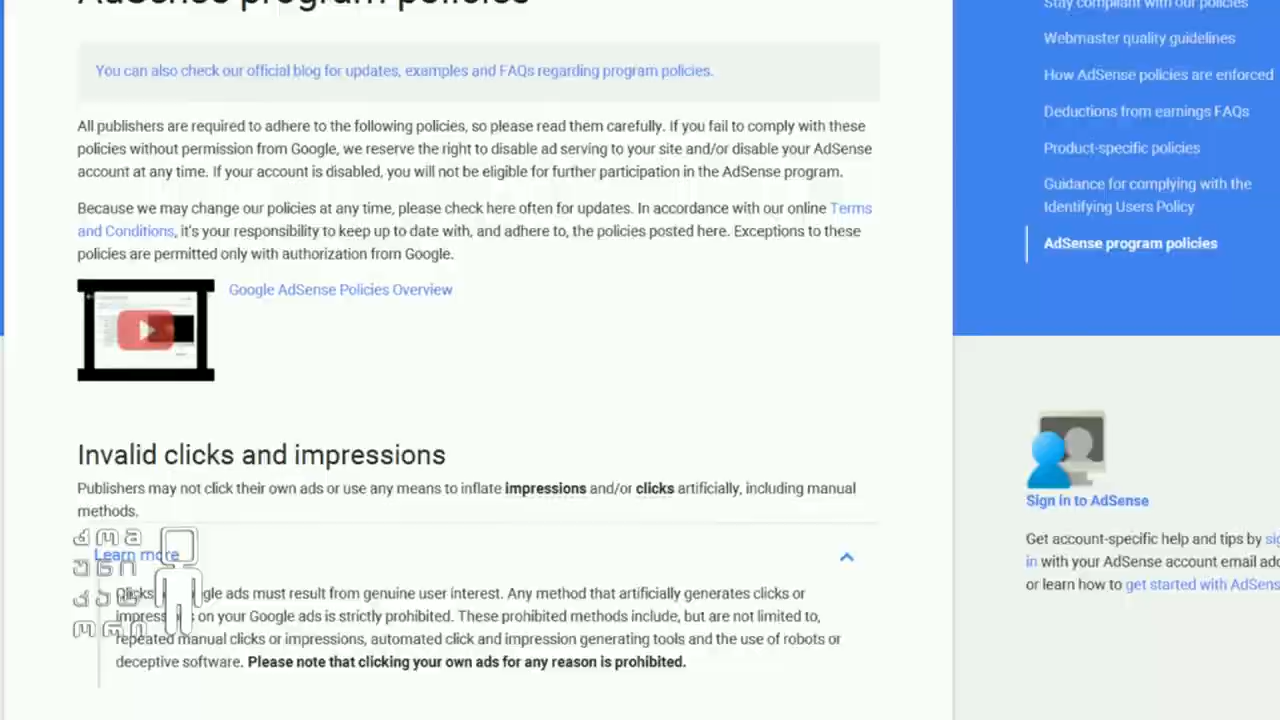 AdSense program policies
You can also check our official blog for updates, examples and FAQs regarding program policies.
All publishers are required to adhere to the following policies, so please read them carefully. If you fail to comply with these
policies without permission from Google, we reserve the right to disable ad serving to your site and/or disable your AdSense
account at any time. If your account is disabled, you will not be eligible for further participation in the AdSense program.
Because we may change our policies at any time, please check here often for updates. In accordance with our online Terms
and Conditions, it's your responsibility to keep up to date with, and adhere to, the policies posted here. Exceptions to these
policies are permitted only with authorization from Google.
Google AdSense Policies Overview
Invalid clicks and impressions
Publishers may not click their own ads or use any means to inflate impressions and/or clicks artificially, including manual
methods.
Learn more
Clicks gle ads must result from genuine user interest. Any method that artificially generates clicks or
impress s on your Google ads is strictly prohibited. These prohibited methods include, but are not limited to,
repeated manual clicks or impressions, automated click and impression generating tools and the use of robots or
deceptive software. Please note that clicking your own ads for any reason is prohibited.
Stay compliant with our policies
Webmaster quality guidelines
How AdSense policies are enforced
Deductions from earnings FAQs
Product-specific policies
Guidance for complying with the
Identifying Users Policy
AdSense program policies
Sign in to AdSense
Get account-specific help and tips by sig
in with your AdSense account email add
or learn how to get started with AdSens